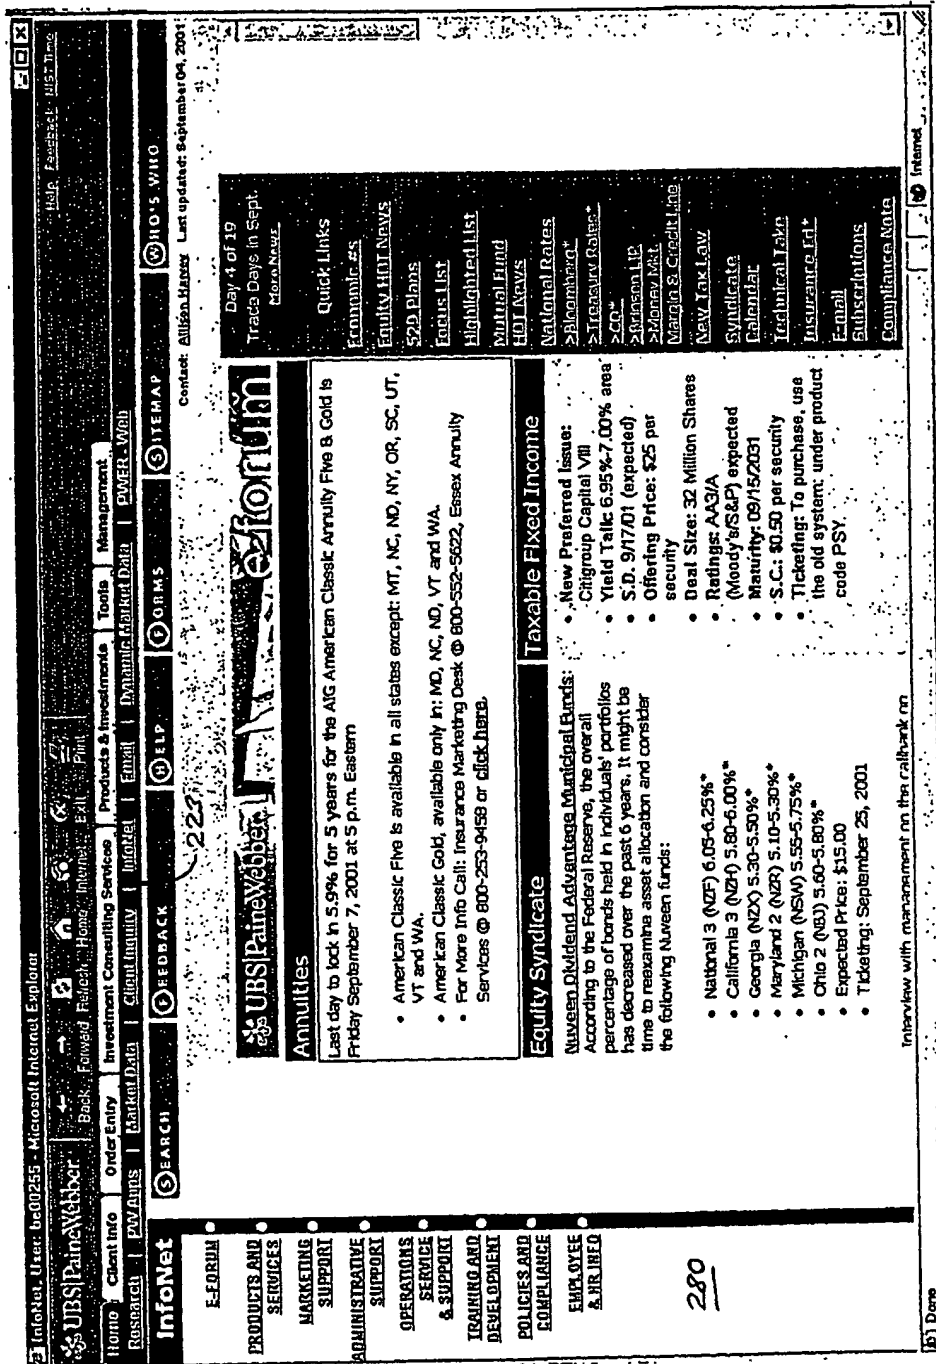 InfoNet, User: bc00255 - Microsoft Internet Explorer
UBS|PaineWebber
Back Forward Refresh Home Internet Exit Print
Help Feedback NIST Time
Home Client Info Order Entry Investment Consulting Services Products & Investments Tools Management
Research | PW Apps | Market Data | Client Inquiry | InfoNet | Email | Dynamic Market Data | PWER - Web
InfoNet
SEARCH FEEDBACK HELP FORMS SITEMAP WHO'S WHO
223
Contact: Allison Harvey Last updated: September 04, 2001
E-FORUM
PRODUCTS AND
SERVICES
MARKETING
SUPPORT
ADMINISTRATIVE
SUPPORT
OPERATIONS
SERVICE
& SUPPORT
TRAINING AND
DEVELOPMENT
POLICIES AND
COMPLIANCE
EMPLOYEE
& HR INFO
280
UBS|PaineWebber
eforum
Annuities
Last day to lock in 5.9% for 5 years for the AIG American Classic Annuity Five & Gold is
Friday September 7, 2001 at 5 p.m. Eastern
• American Classic Five is available in all states except: MT, NC, ND, NY, OR, SC, UT,
VT and WA.
• American Classic Gold, available only in: MD, NC, ND, VT and WA.
• For More Info Call: Insurance Marketing Desk @ 800-552-5622, Essex Annuity
Services @ 800-253-9458 or click here.
Equity Syndicate
Nuveen Dividend Advantage Municipal Funds:
According to the Federal Reserve, the overall
percentage of bonds held in individuals' portfolios
has decreased over the past 6 years. It might be
time to reexamine asset allocation and consider
the following Nuveen funds:
• National 3 (NZF) 6.05-6.25%*
• California 3 (NZH) 5.80-6.00%*
• Georgia (NZX) 5.30-5.50%*
• Maryland 2 (NZR) 5.10-5.30%*
• Michigan (NSW) 5.55-5.75%*
• Ohio 2 (NBJ) 5.60-5.80%*
• Expected Price: $15.00
• Ticketing: September 25, 2001
Interview with management on the callbank on
Taxable Fixed Income
• New Preferred Issue:
Citigroup Capital VIII
• Yield Talk: 6.95%-7.00% area
• S.D. 9/17/01 (expected)
• Offering Price: $25 per
security
• Deal Size: 32 Million Shares
• Ratings: AA3/A
(Moody's/S&P) expected
• Maturity: 09/15/2031
• S.C.: $0.50 per security
• Ticketing: To purchase, use
the old system; under product
code PSY.
Day 4 of 19
Trade Days in Sept.
More News
Quick Links
Economic #s
Equity HOT News
529 Plans
Focus List
Highlighted List
Mutual Fund
HOT News
National Rates
>Bloomberg*
>Treasury Rates*
>CD*
>Brinson Lip
>Money Mkt.
Margin & Credit Line
New Tax Law
Syndicate
Calendar
Technical Take
Insurance Ed*
E-mail
Subscriptions
Compliance Note
Done
Internet